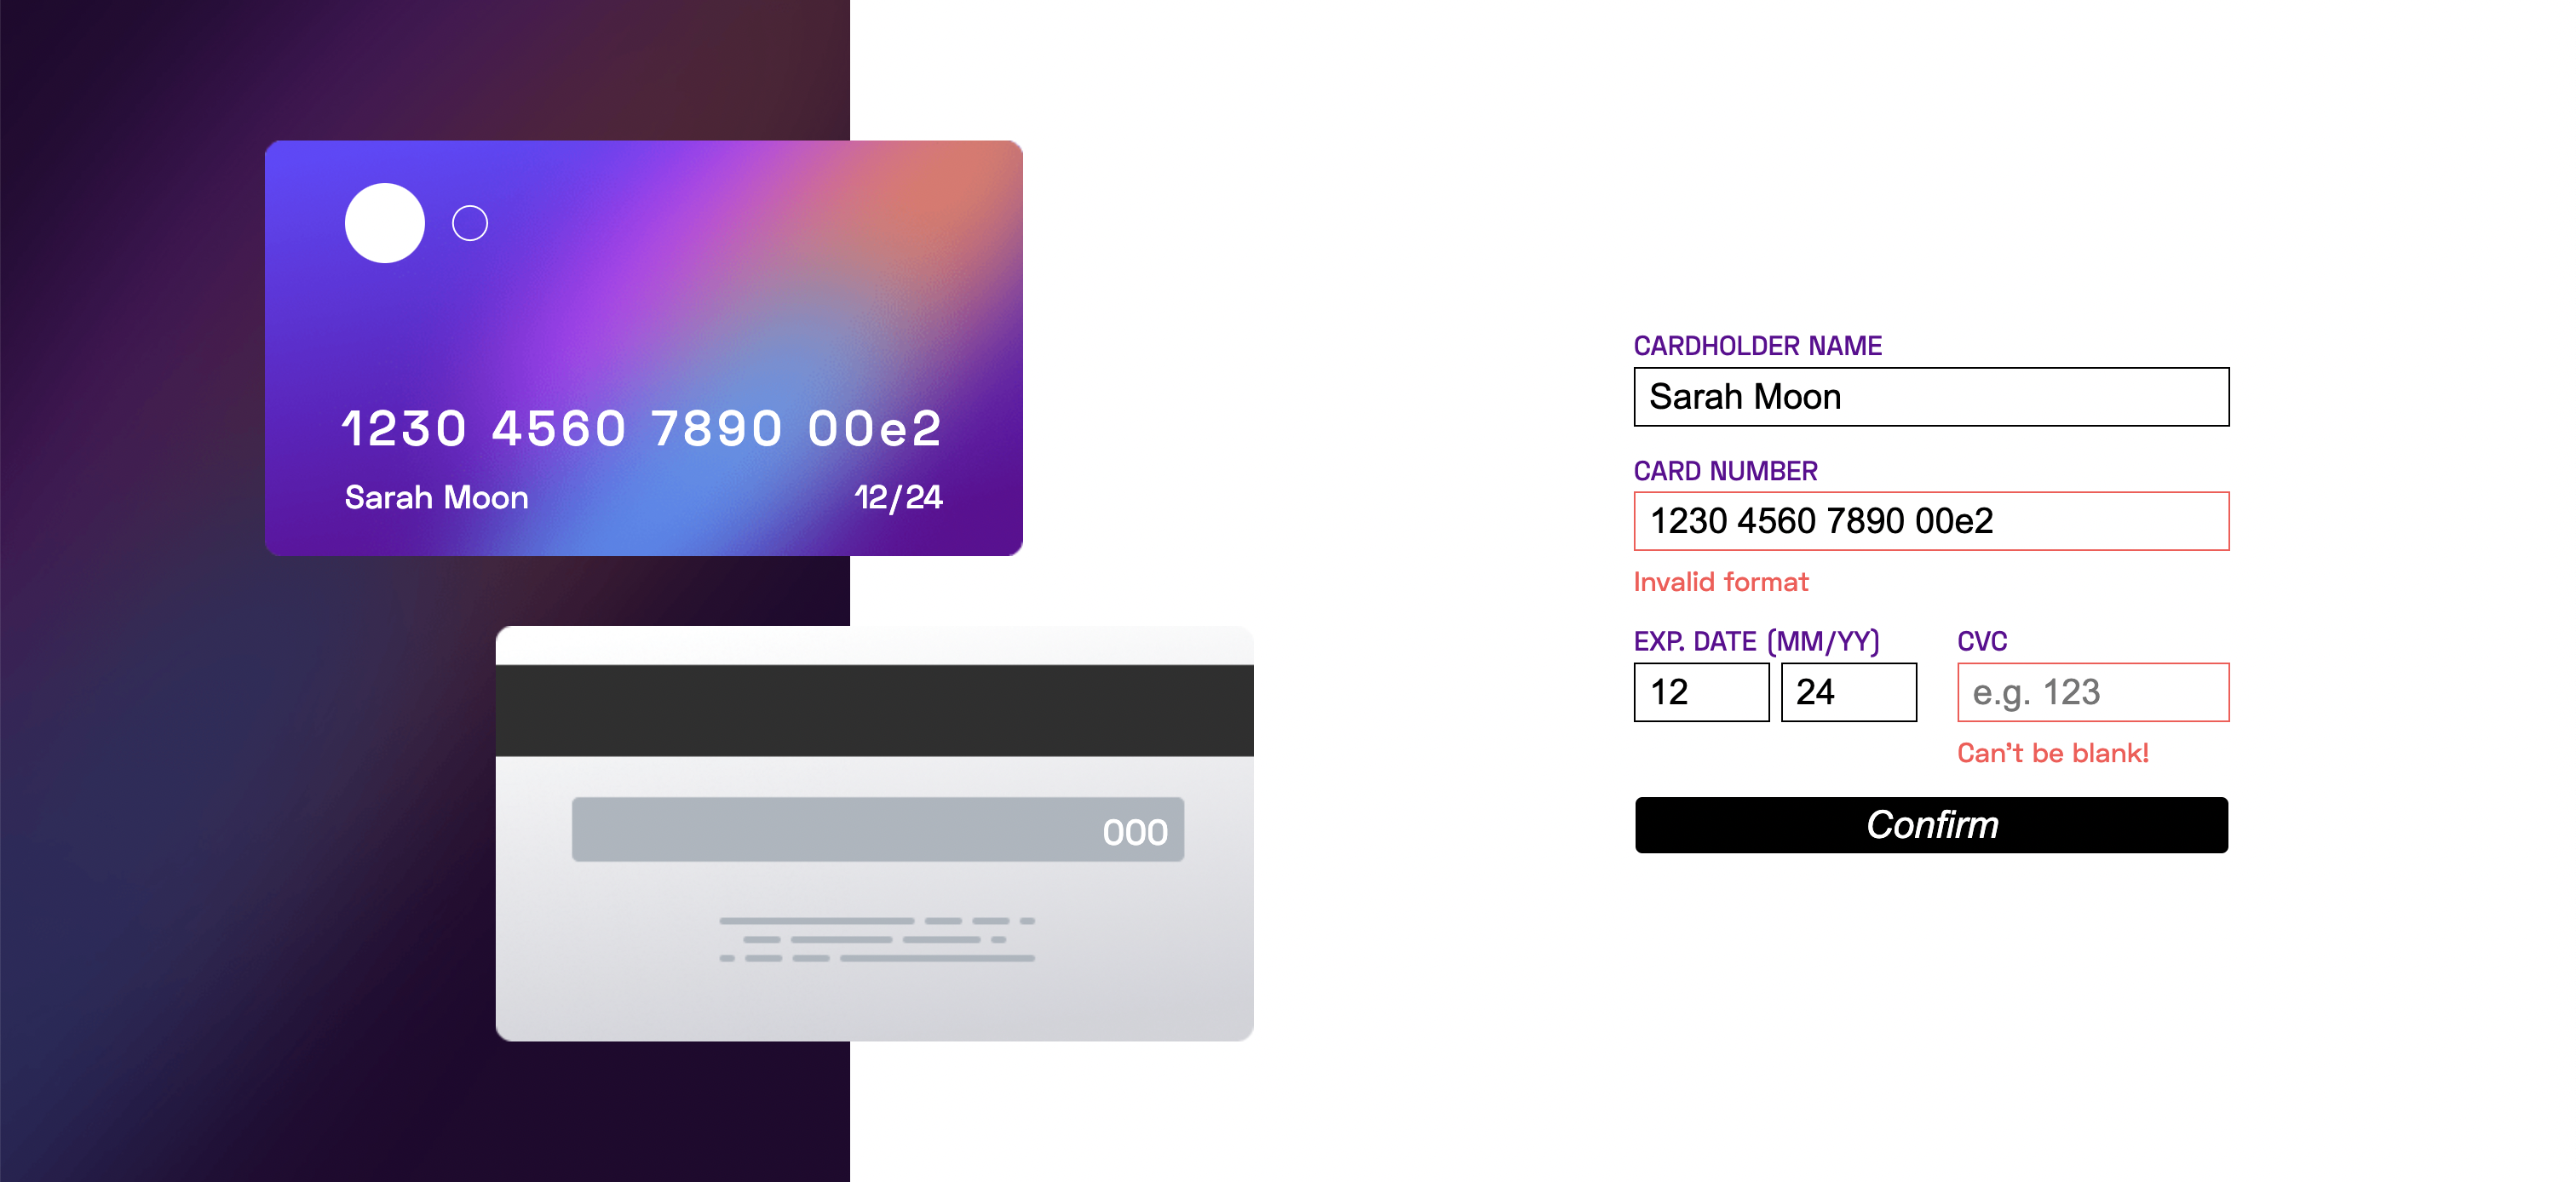 1230 4560 7890 00e2
Sarah Moon 12/24
000
CARDHOLDER NAME
Sarah Moon
CARD NUMBER
1230 4560 7890 00e2
Invalid format
EXP. DATE (MM/YY) CVC
12 24 e.g. 123
Can't be blank!
Confirm